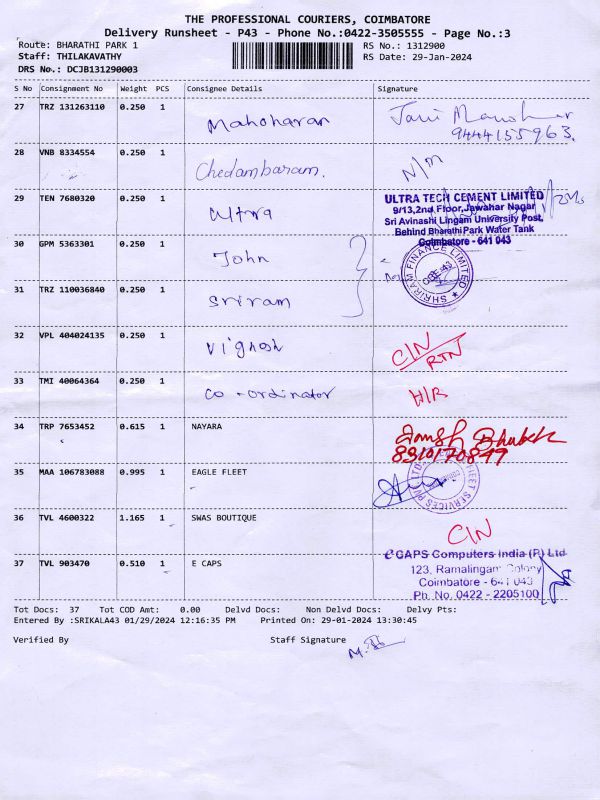 THE PROFESSIONAL COURIERS, COIMBATORE
Delivery Runsheet - P43 - Phone No.:0422-3505555 - Page No.:3
Route: BHARATHI PARK 1 RS No.: 1312900
Staff: THILAKAVATHY RS Date: 29-Jan-2024
DRS No.: DCJB131290003
S No Consignment No Weight PCS Consignee Details Signature
27 TRZ 131263110 0.250 1 Mahoharan
9444155963.
28 VNB 8334554 0.250 1 Chedambaram. N/m
29 TEN 7680320 0.250 1 Ultra
ULTRA TECH CEMENT LIMITED
9/13,2nd Floor,Jawahar Nagar
Sri Avinashi Lingam University Post,
Behind Bharathi Park Water Tank
Coimbatore - 641 043
30 GPM 5363301 0.250 1 John
SHRIRAM FINANCE LIMITED
CBE-43
31 TRZ 110036840 0.250 1 Sriram
32 VPL 404024135 0.250 1 Vignesh C/N
RTN
33 TMI 40064364 0.250 1 Co-ordinator H/R
34 TRP 7653452 0.615 1 NAYARA
8310170847
35 MAA 106783088 0.995 1 EAGLE FLEET
36 TVL 4600322 1.165 1 SWAS BOUTIQUE C/N
37 TVL 903470 0.510 1 E CAPS
e CAPS Computers India (P) Ltd
123, Ramalingam Colony
Coimbatore - 641 043
Ph. No. 0422 - 2205100
Tot Docs: 37 Tot COD Amt: 0.00 Delvd Docs: Non Delvd Docs: Delvy Pts:
Entered By :SRIKALA43 01/29/2024 12:16:35 PM Printed On: 29-01-2024 13:30:45
Verified By Staff Signature